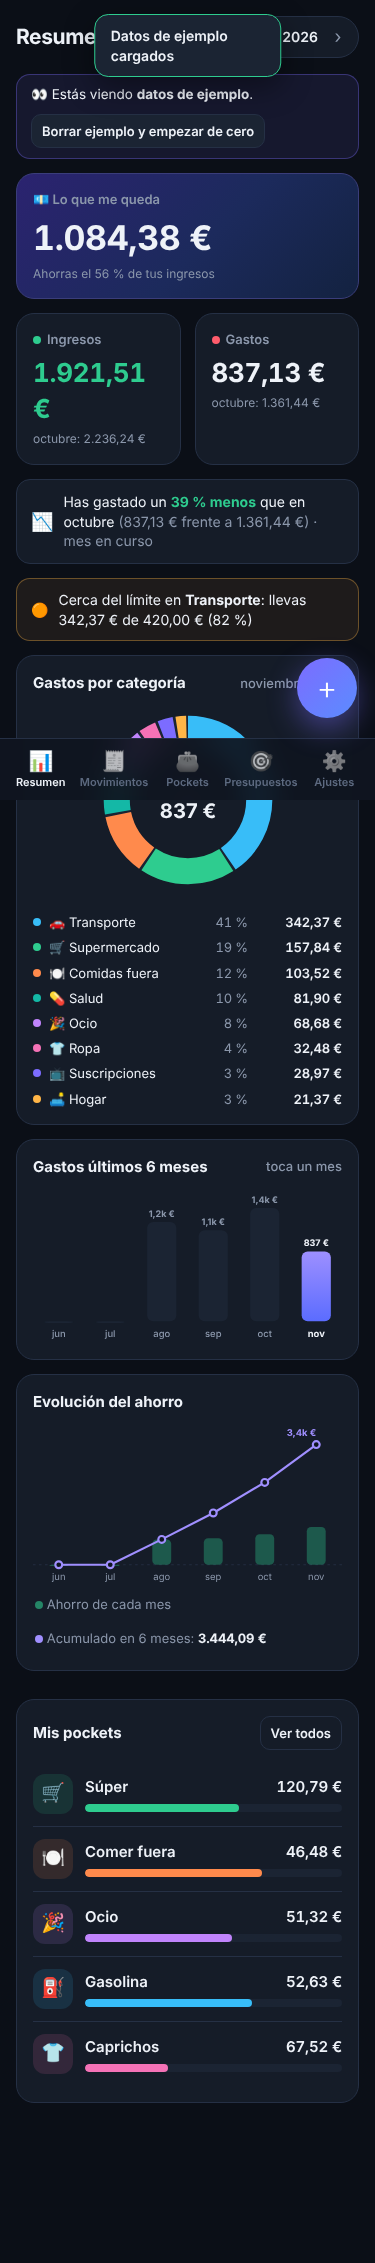 Resume
Datos de ejemplo
cargados
2026 ›
Estás viendo datos de ejemplo.
Borrar ejemplo y empezar de cero
Lo que me queda
1.084,38 €
Ahorras el 56 % de tus ingresos
Ingresos
1.921,51
€
octubre: 2.236,24 €
Gastos
837,13 €
octubre: 1.361,44 €
Has gastado un 39 % menos que en
octubre (837,13 € frente a 1.361,44 €) ·
mes en curso
Cerca del límite en Transporte: llevas
342,37 € de 420,00 € (82 %)
Gastos por categoría
noviembr
+
Resumen
Movimientos
Pockets
Presupuestos
Ajustes
837 €
Transporte 41 % 342,37 €
Supermercado 19 % 157,84 €
Comidas fuera 12 % 103,52 €
Salud 10 % 81,90 €
Ocio 8 % 68,68 €
Ropa 4 % 32,48 €
Suscripciones 3 % 28,97 €
Hogar 3 % 21,37 €
Gastos últimos 6 meses
toca un mes
1,2k € 1,1k € 1,4k € 837 €
jun jul ago sep oct nov
Evolución del ahorro
3,4k €
jun jul ago sep oct nov
Ahorro de cada mes
Acumulado en 6 meses: 3.444,09 €
Mis pockets
Ver todos
Súper 120,79 €
Comer fuera 46,48 €
Ocio 51,32 €
Gasolina 52,63 €
Caprichos 67,52 €